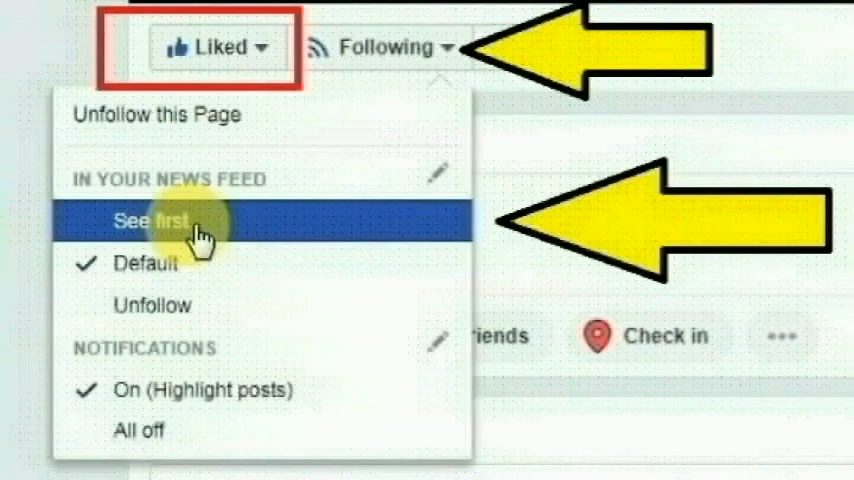 Liked Following
Unfollow this Page
IN YOUR NEWS FEED
See first
Default
Unfollow
riends Check in
NOTIFICATIONS
On (Highlight posts)
All off